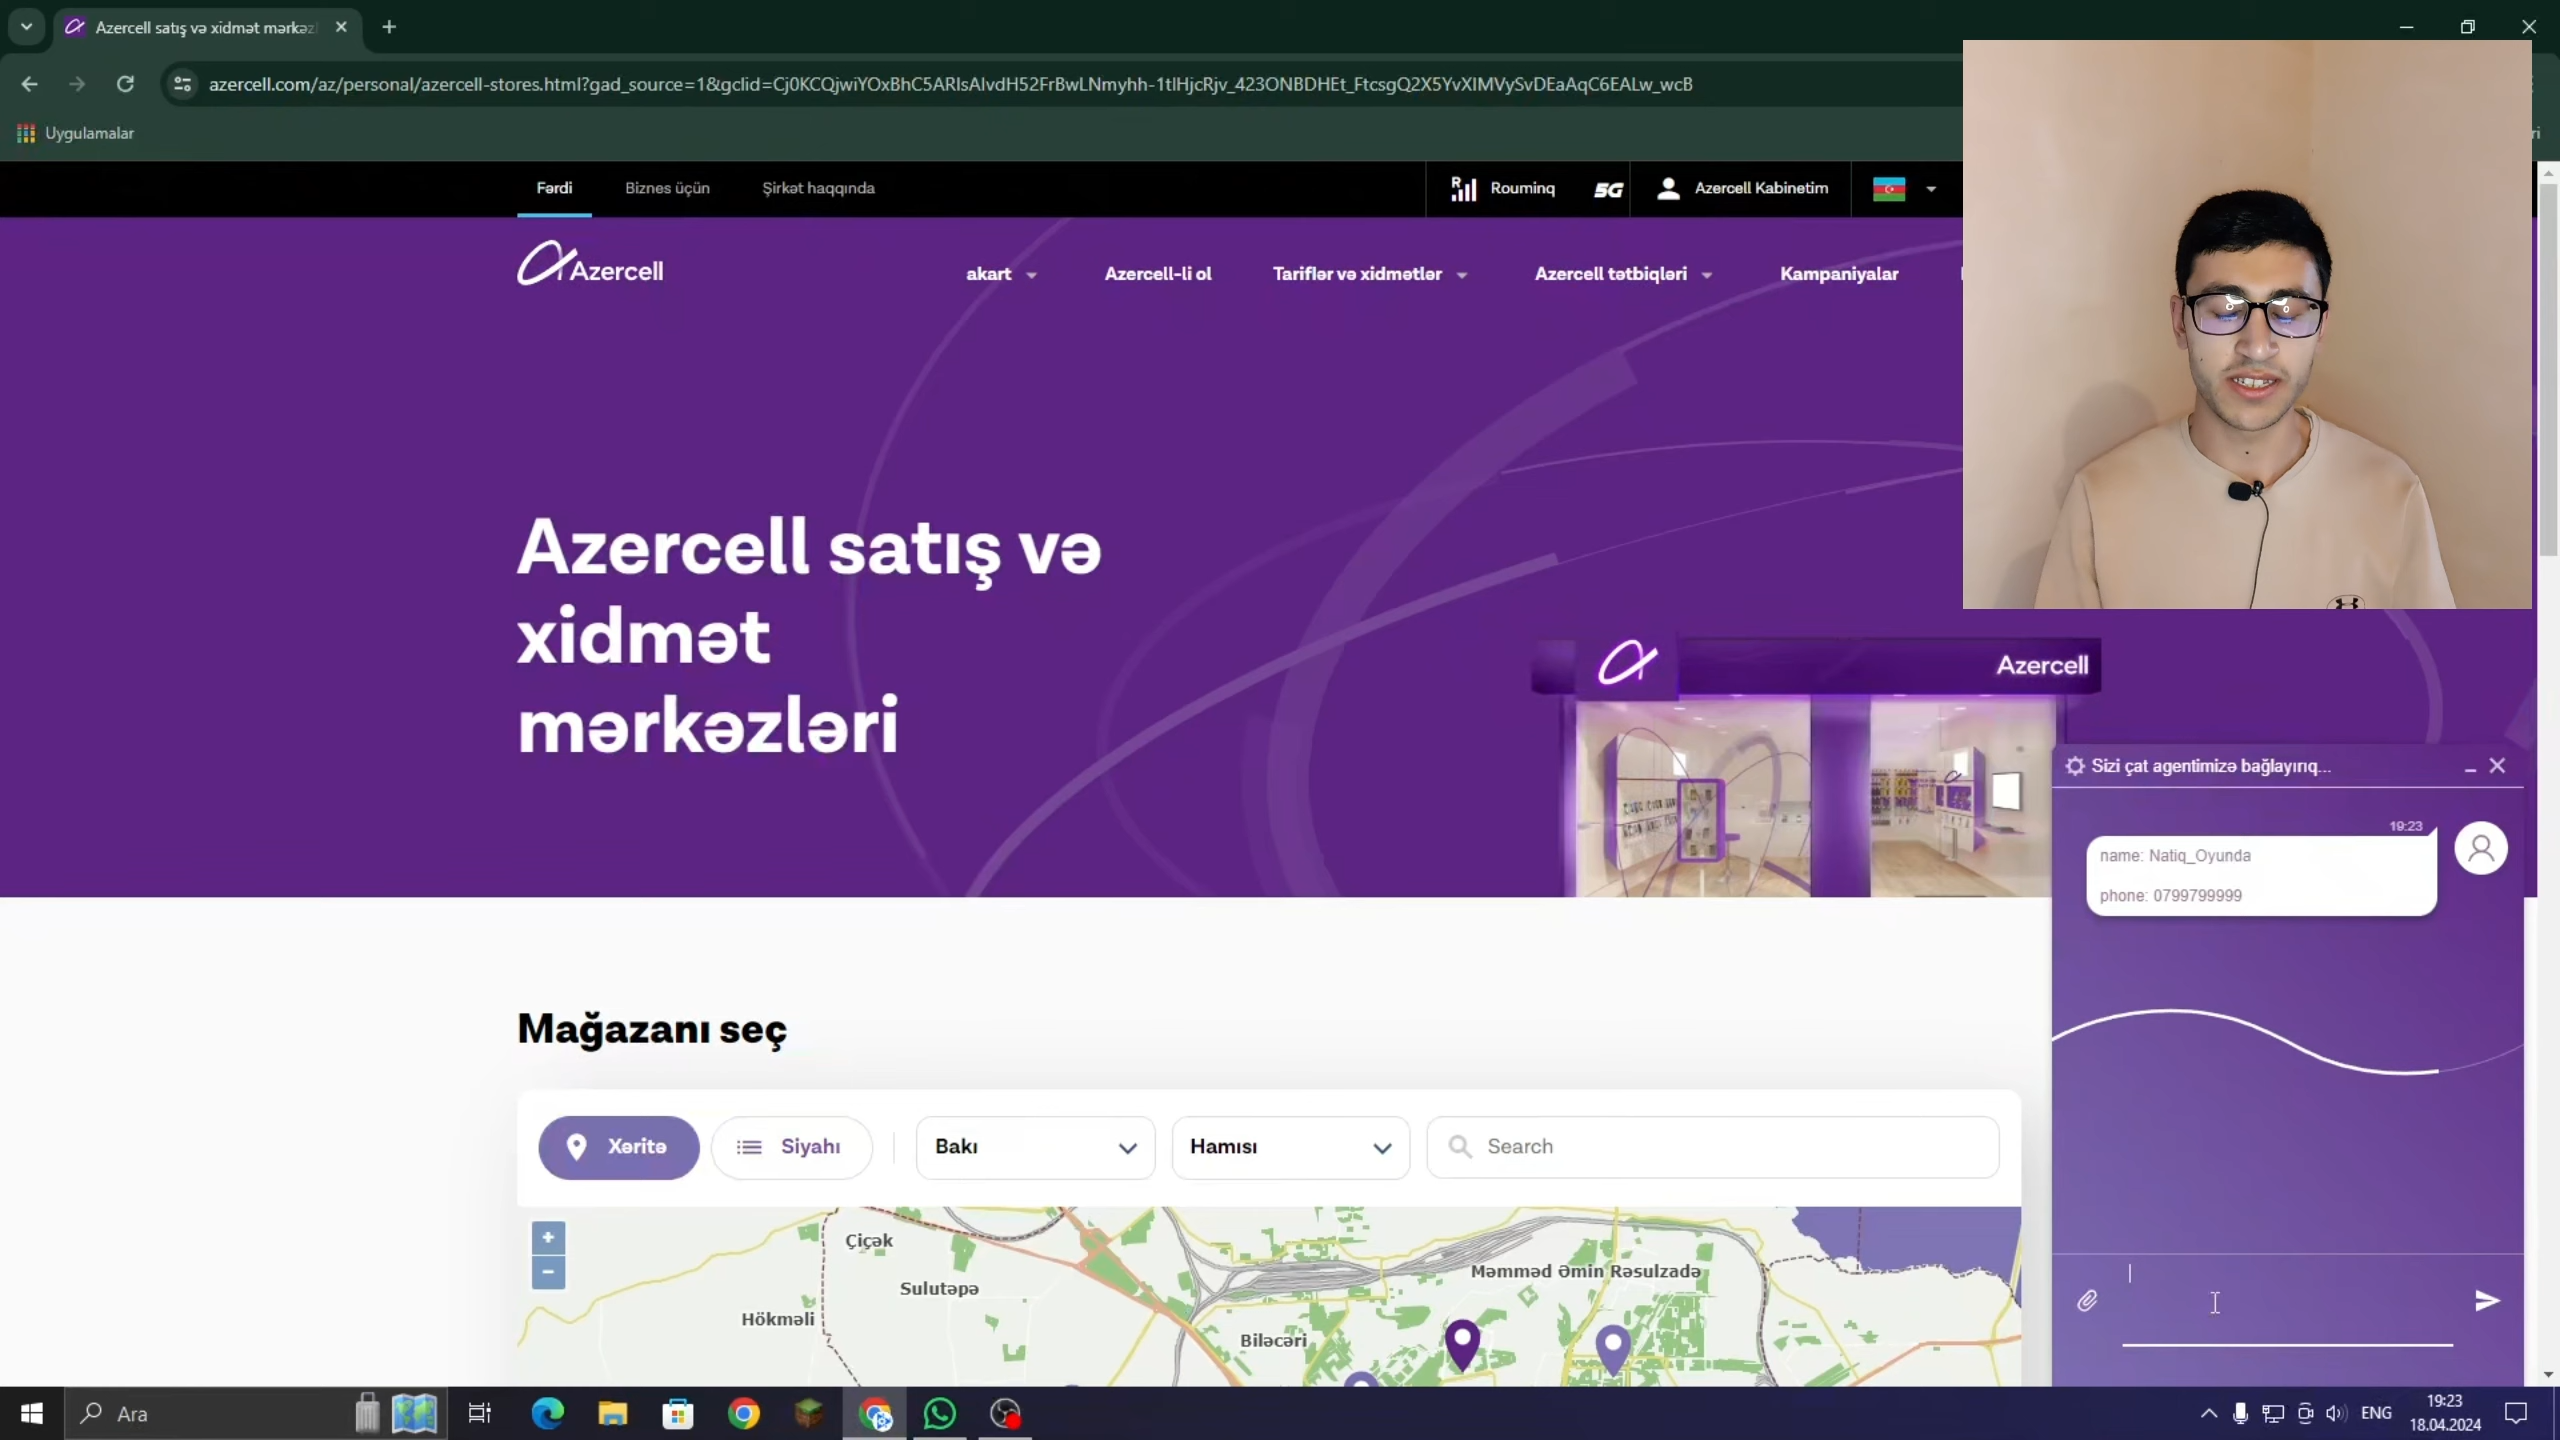 Azercell satış və xidmət mərkəz
azercell.com/az/personal/azercell-stores.html?gad_source=1&gclid=Cj0KCQjwiYOxBhC5ARIsAIvdH52FrBwLNmyhh-1tlHjcRjv_423ONBDHEt_FtcsgQ2X5YvXIMVySvDEaAqC6EALw_wcB
Uygulamalar
Fərdi Biznes üçün Şirkət haqqında Rouminq 5G Azercell Kabinetim
Azercell akart Azercell-li ol Tariflər və xidmətlər Azercell tətbiqləri Kampaniyalar
Azercell satış və
xidmət
mərkəzləri
Azercell
Sizi çat agentimizə bağlayırıq...
19:23
name: Natiq_Oyunda
phone: 0799799999
Mağazanı seç
Xəritə Siyahı Bakı Hamısı Search
Çiçək
Sulutəpə
Məmməd Əmin Rəsulzadə
Hökməli
Biləcəri
Ara
ENG
19:23
18.04.2024